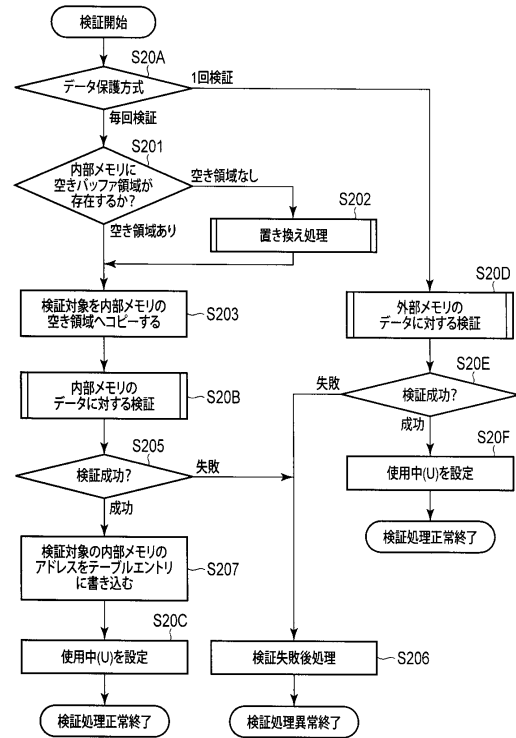 検証開始
S20A
データ保護方式
1回検証
毎回検証
S201
内部メモリに
空きバッファ領域が
存在するか?
空き領域なし
S202
置き換え処理
空き領域あり
S203
検証対象を内部メモリの
空き領域へコピーする
S20D
外部メモリの
データに対する検証
S20B
内部メモリの
データに対する検証
S20E
失敗
検証成功?
成功
S205
検証成功?
失敗
成功
S20F
使用中(U)を設定
検証処理正常終了
検証対象の内部メモリの
アドレスをテーブルエントリ
に書き込む
S207
S20C
使用中(U)を設定
検証失敗後処理
S206
検証処理正常終了
検証処理異常終了